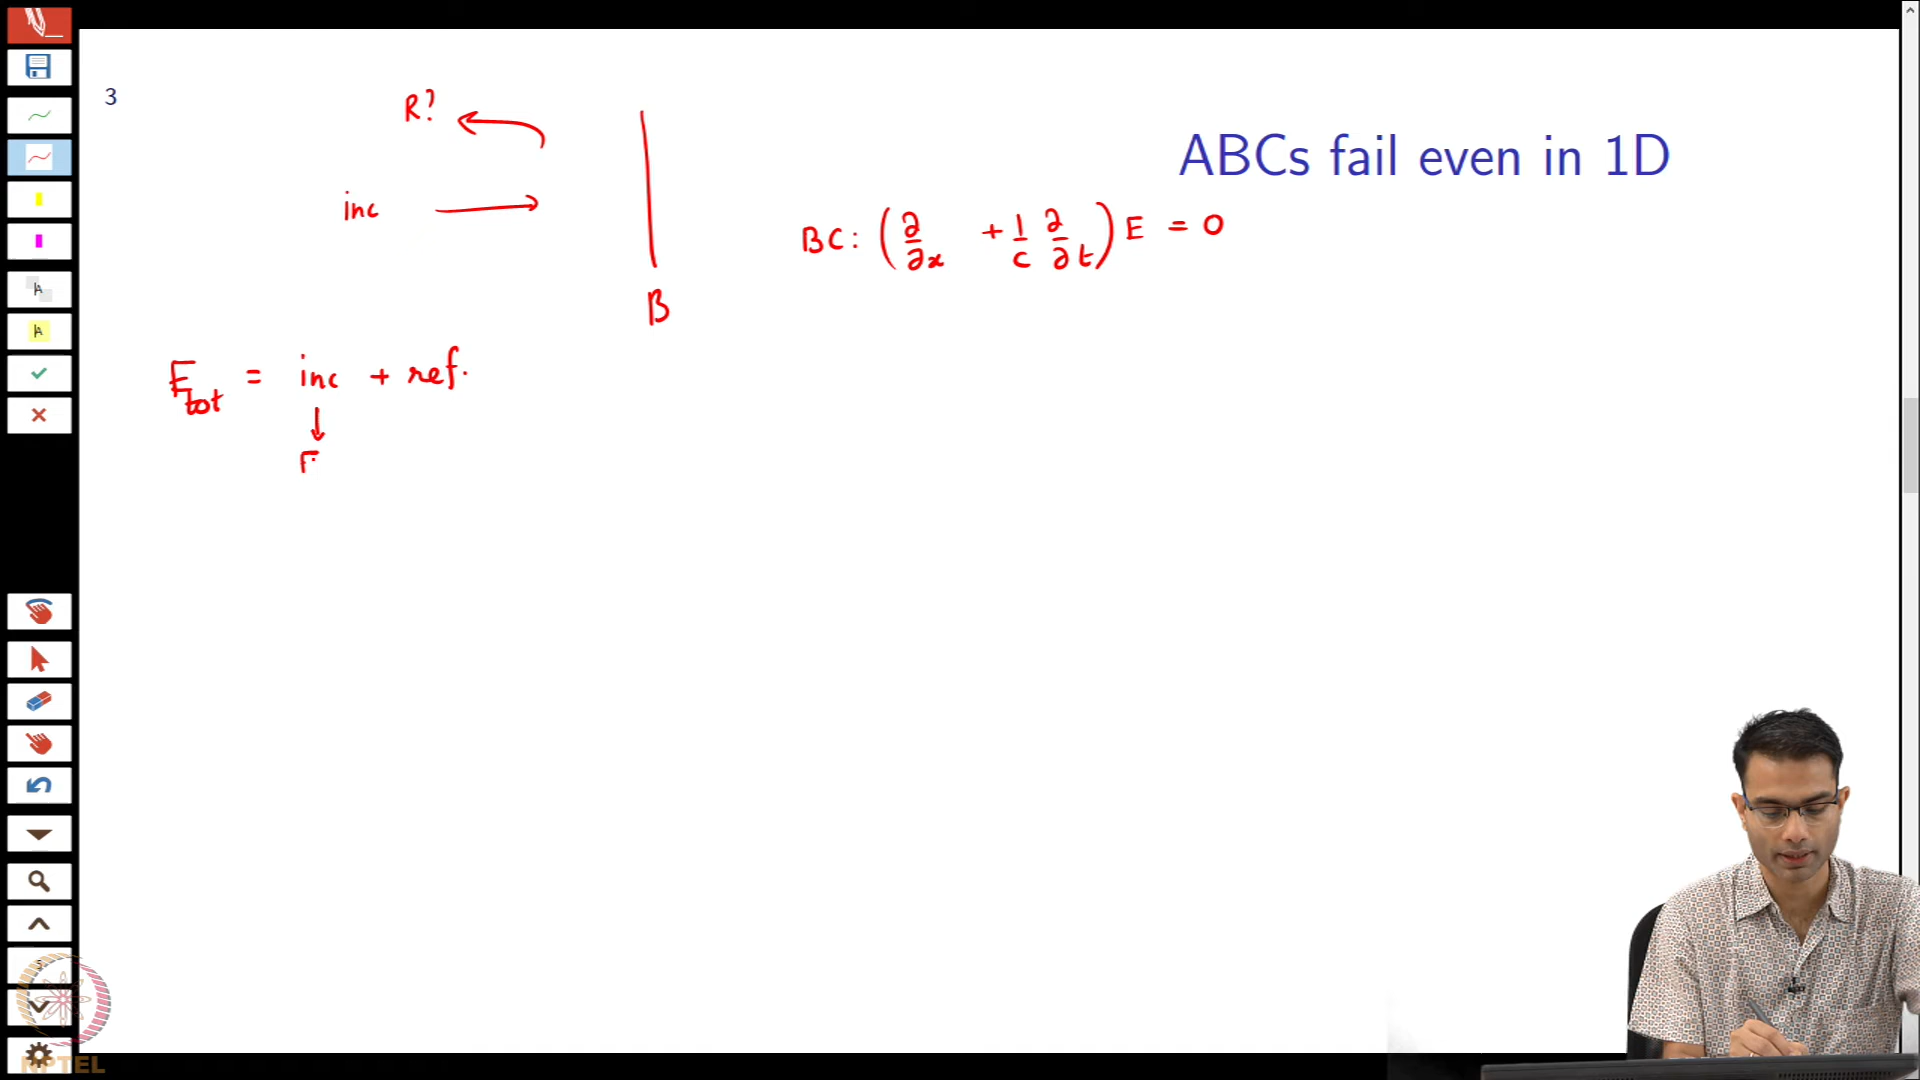 3
R?
ABCs fail even in 1D
inc
BC: (∂/∂x + 1/c ∂/∂t) E = 0
B
E_tot = inc + ref.
NPTEL